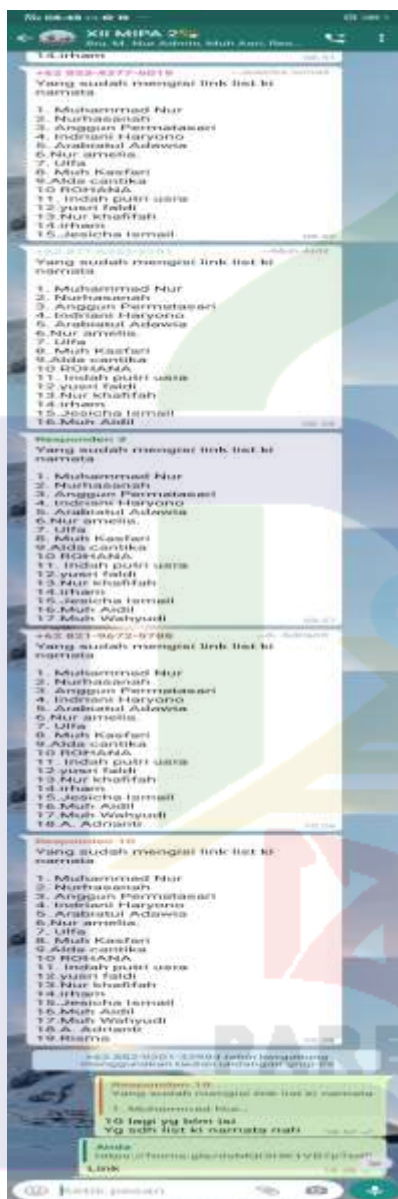 XII MIPA 2
14.irham
Yang sudah mengisi link list ki
namata
1. Muhammad Nur
2. Nurhasanah
3. Anggun Permatasari
4. Indriani Haryono
5. Arabiatul Adawia
6.Nur amelia.
7. Ulfa
8. Muh Kasfari
9.Alda cantika
10 ROHANA
11. Indah putri usra
12.yusri faldi
13.Nur khafifah
14.irham
15.Jesicha Ismail
Yang sudah mengisi link list ki
namata
1. Muhammad Nur
2. Nurhasanah
3. Anggun Permatasari
4. Indriani Haryono
5. Arabiatul Adawia
6.Nur amelia.
7. Ulfa
8. Muh Kasfari
9.Alda cantika
10 ROHANA
11. Indah putri usra
12.yusri faldi
13.Nur khafifah
14.irham
15.Jesicha Ismail
16.Muh Aidil
Responden
Yang sudah mengisi link list ki
namata
1. Muhammad Nur
2. Nurhasanah
3. Anggun Permatasari
4. Indriani Haryono
5. Arabiatul Adawia
6.Nur amelia.
7. Ulfa
8. Muh Kasfari
9.Alda cantika
10 ROHANA
11. Indah putri usra
12.yusri faldi
13.Nur khafifah
14.irham
15.Jesicha Ismail
16.Muh Aidil
17.Muh Wahyudi
Yang sudah mengisi link list ki
namata
1. Muhammad Nur
2. Nurhasanah
3. Anggun Permatasari
4. Indriani Haryono
5. Arabiatul Adawia
6.Nur amelia.
7. Ulfa
8. Muh Kasfari
9.Alda cantika
10 ROHANA
11. Indah putri usra
12.yusri faldi
13.Nur khafifah
14.irham
15.Jesicha Ismail
16.Muh Aidil
17.Muh Wahyudi
18.A. Adrianti
Responden
Yang sudah mengisi link list ki
namata
1. Muhammad Nur
2. Nurhasanah
3. Anggun Permatasari
4. Indriani Haryono
5. Arabiatul Adawia
6.Nur amelia.
7. Ulfa
8. Muh Kasfari
9.Alda cantika
10 ROHANA
11. Indah putri usra
12.yusri faldi
13.Nur khafifah
14.irham
15.Jesicha Ismail
16.Muh Aidil
17.Muh Wahyudi
18.A. Adrianti
19.Risma
Responden
Yang sudah mengisi link list ki namata
1. Muhammad Nur...
10 lagi yg blm isi
Yg sdh list ki namata nah
Anda
Link
Ketik pesan